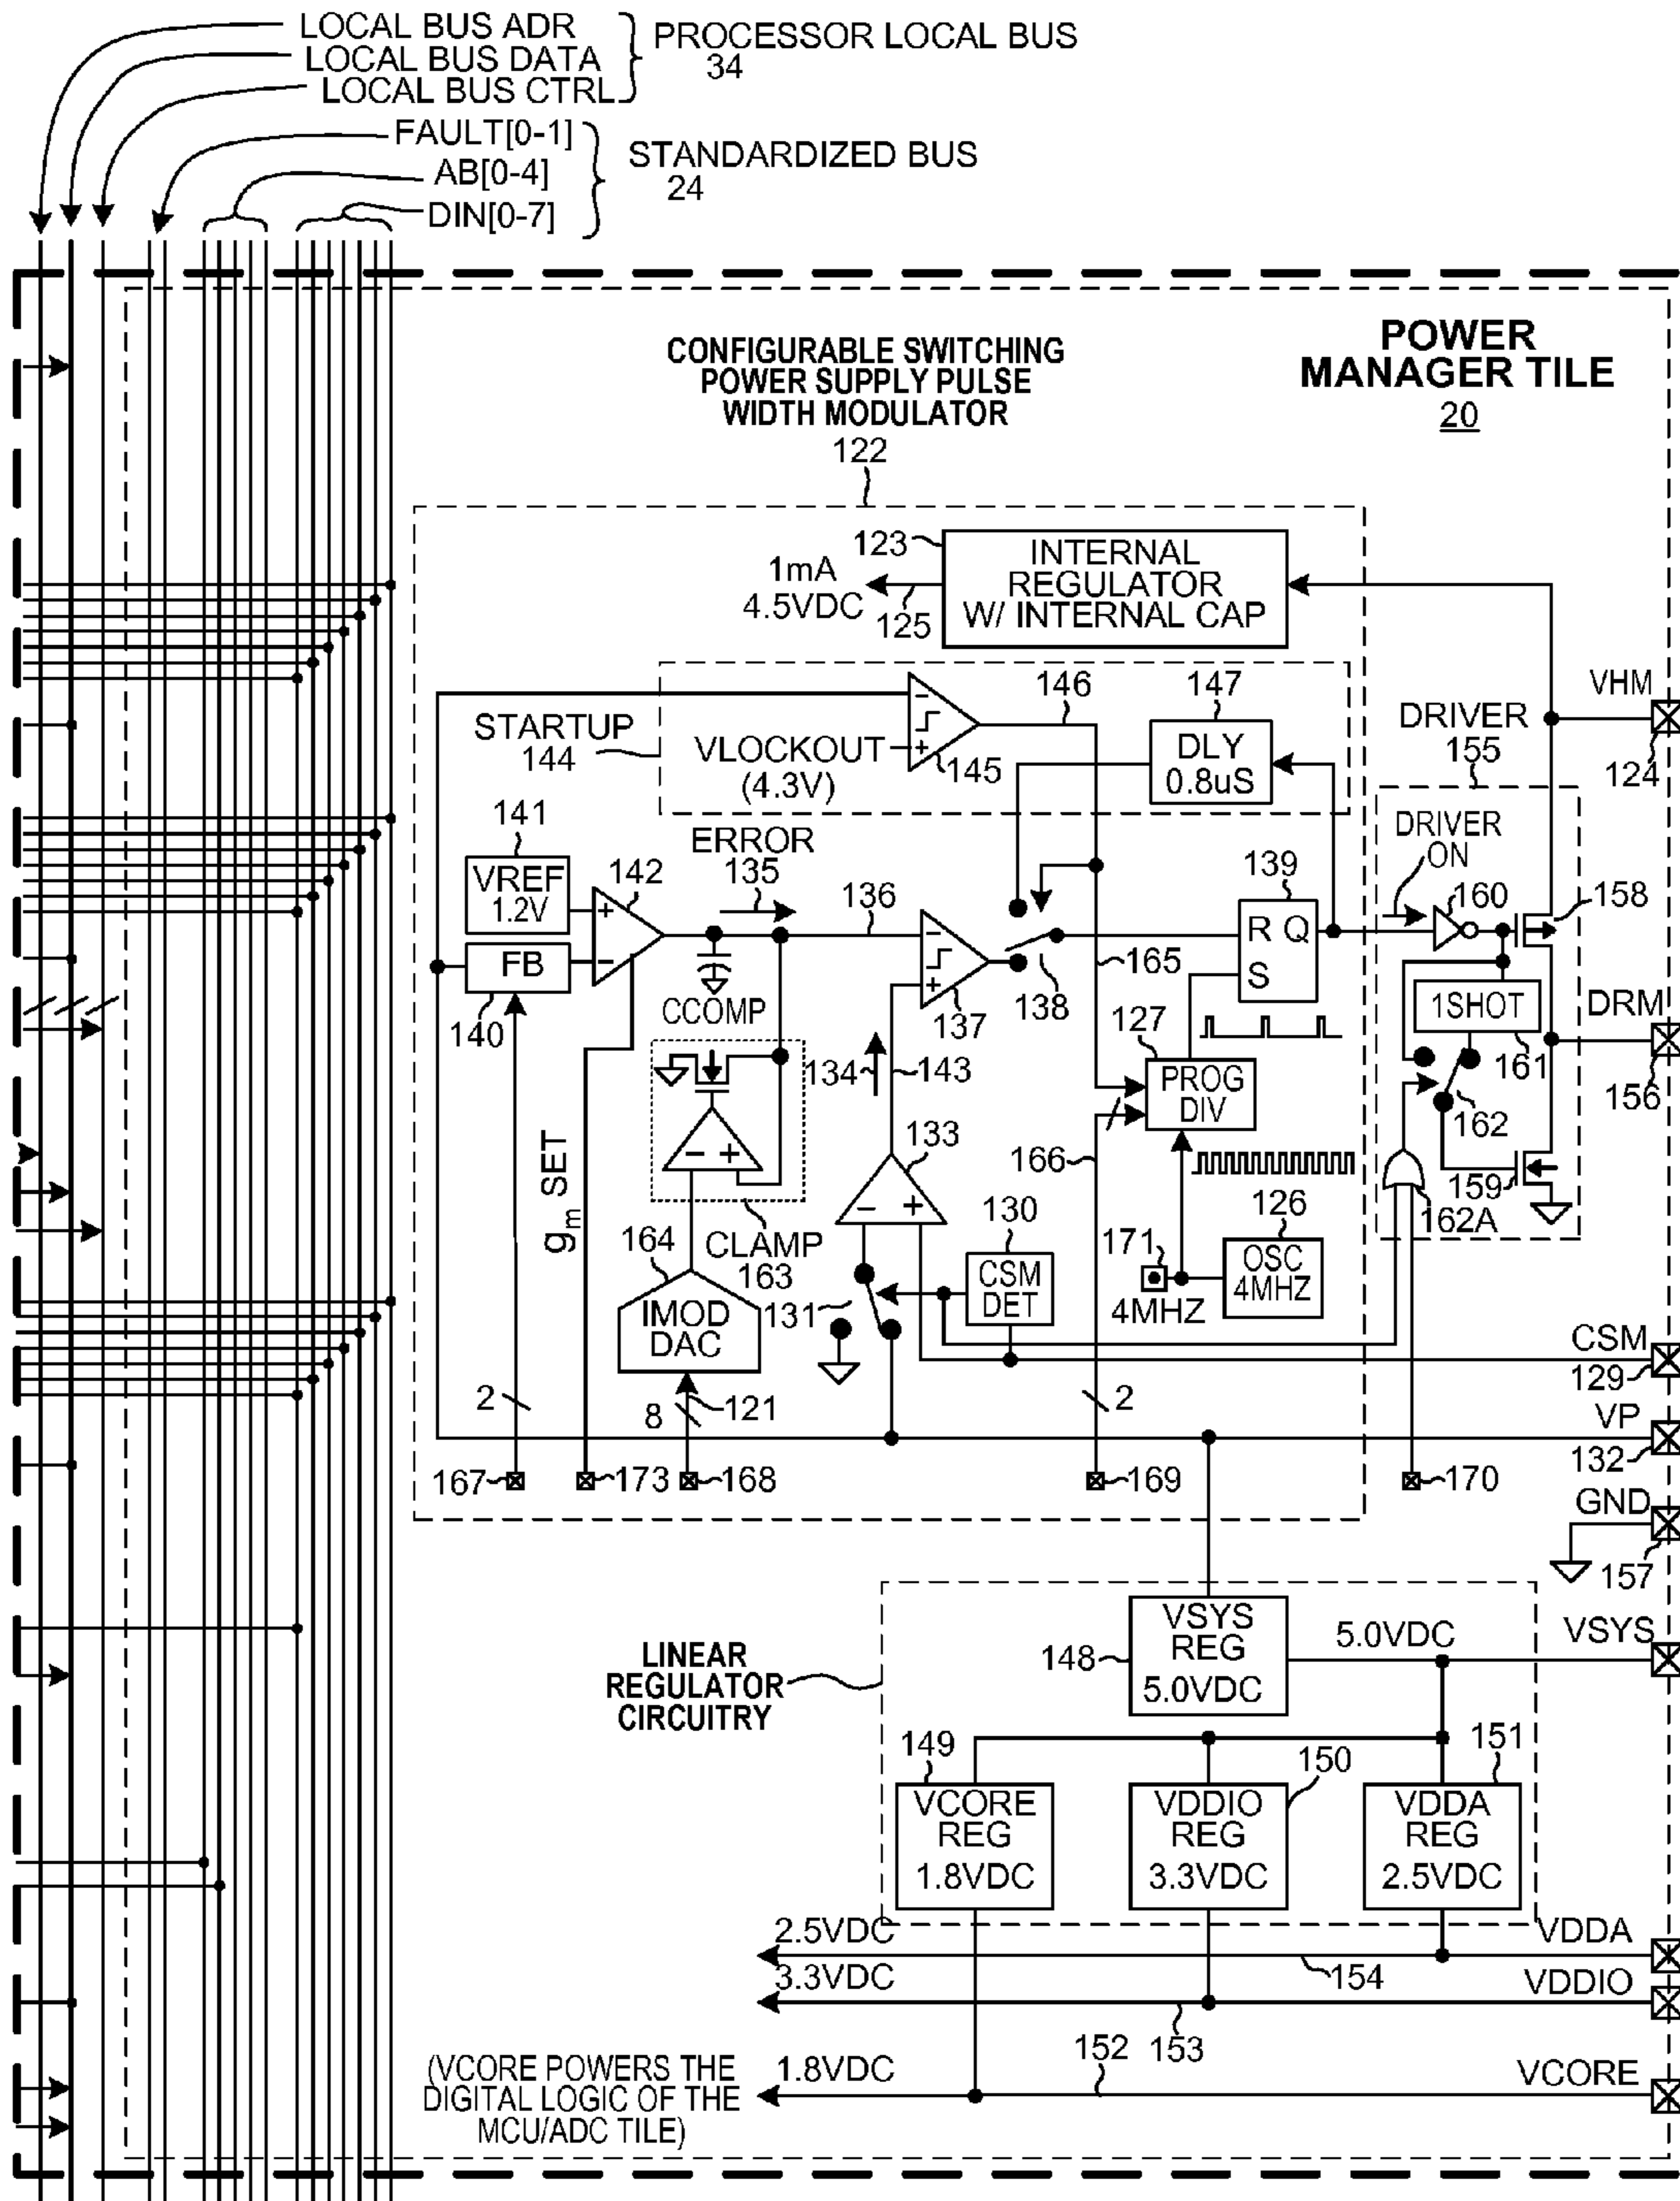 LOCAL BUS ADR
LOCAL BUS DATA
LOCAL BUS CTRL
PROCESSOR LOCAL BUS
34
FAULT[0-1]
AB[0-4]
DIN[0-7]
STANDARDIZED BUS
24
POWER
MANAGER TILE
20
CONFIGURABLE SWITCHING
POWER SUPPLY PULSE
WIDTH MODULATOR
122
123
INTERNAL
REGULATOR
W/ INTERNAL CAP
1mA
4.5VDC
125
VHM
124
STARTUP
144
VLOCKOUT
(4.3V)
−
+
145
146
147
DLY
0.8uS
DRIVER
155
DRIVER
ON
141
VREF
1.2V
142
+
−
FB
140
ERROR
135
136
CCOMP
−
+
137
138
165
139
R Q
S
160
158
1SHOT
161
162
DRM
156
159
162A
134
143
127
PROG
DIV
166
133
− +
− +
gm SET
164
CLAMP
163
IMOD
DAC
131
130
CSM
DET
171
4MHZ
126
OSC
4MHZ
CSM
129
VP
132
2
8
121
2
167
173
168
169
170
GND
157
LINEAR
REGULATOR
CIRCUITRY
148
VSYS
REG
5.0VDC
5.0VDC
VSYS
149
VCORE
REG
1.8VDC
150
VDDIO
REG
3.3VDC
151
VDDA
REG
2.5VDC
2.5VDC
154
VDDA
3.3VDC
153
VDDIO
(VCORE POWERS THE
DIGITAL LOGIC OF THE
MCU/ADC TILE)
1.8VDC
152
VCORE